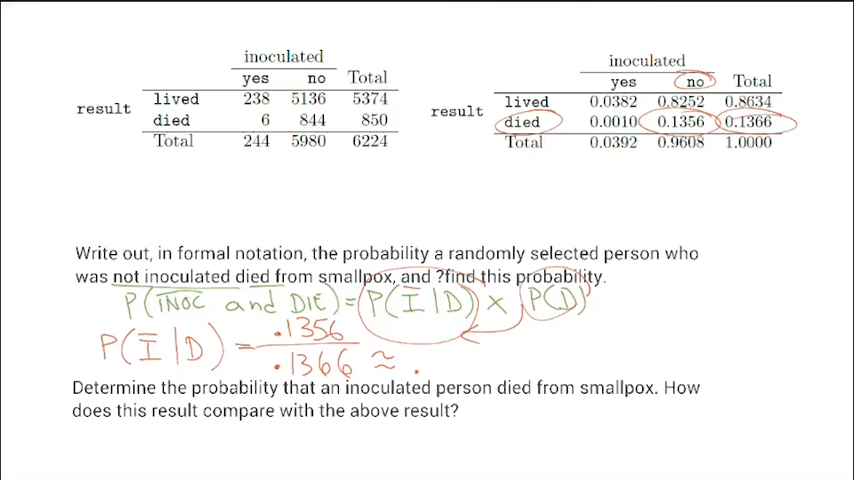 inoculated
yes no Total
result lived 238 5136 5374
died 6 844 850
Total 244 5980 6224
inoculated
yes no Total
result lived 0.0382 0.8252 0.8634
died 0.0010 0.1356 0.1366
Total 0.0392 0.9608 1.0000
Write out, in formal notation, the probability a randomly selected person who
was not inoculated died from smallpox, and ?find this probability.
P(INOC and DIE) = P(I̅|D) × P(D)
P(I̅|D) = .1356 / .1366 ≈ .
Determine the probability that an inoculated person died from smallpox. How
does this result compare with the above result?